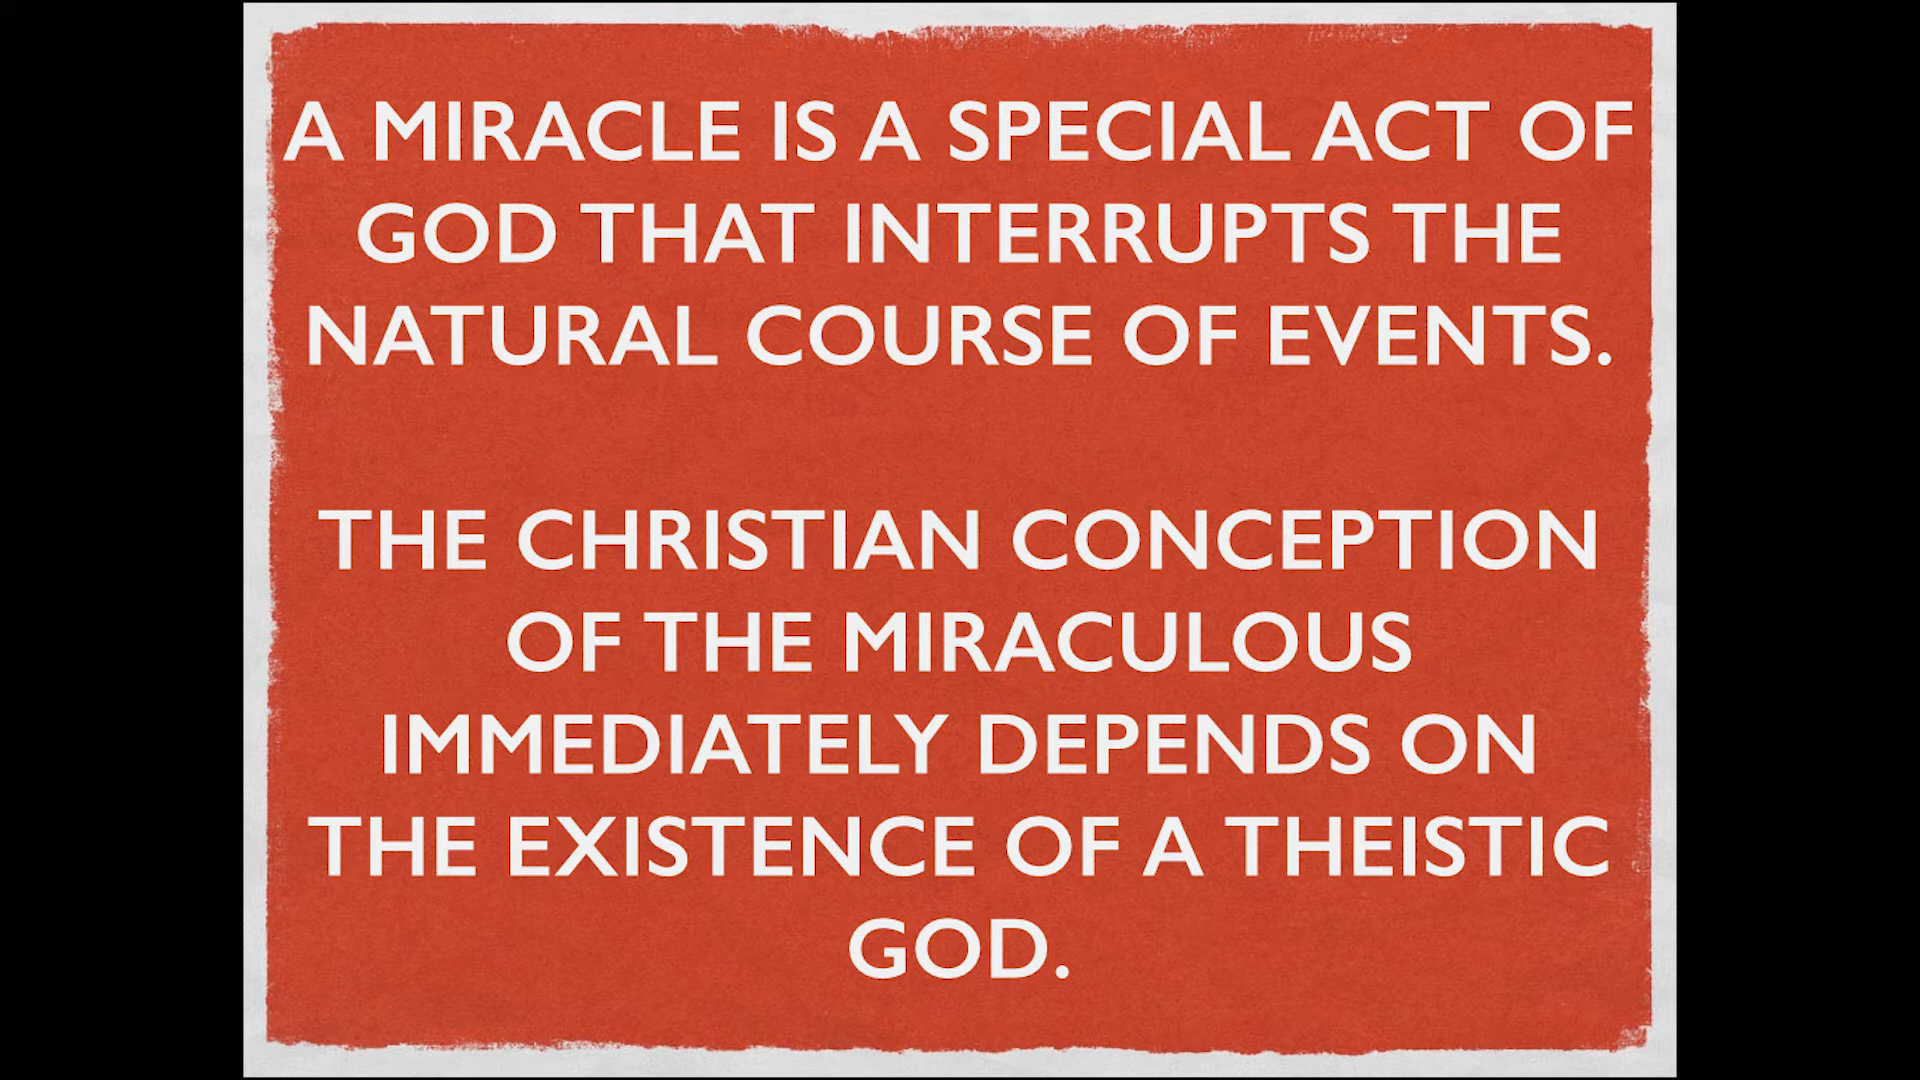 A MIRACLE IS A SPECIAL ACT OF
GOD THAT INTERRUPTS THE
NATURAL COURSE OF EVENTS.
THE CHRISTIAN CONCEPTION
OF THE MIRACULOUS
IMMEDIATELY DEPENDS ON
THE EXISTENCE OF A THEISTIC
GOD.